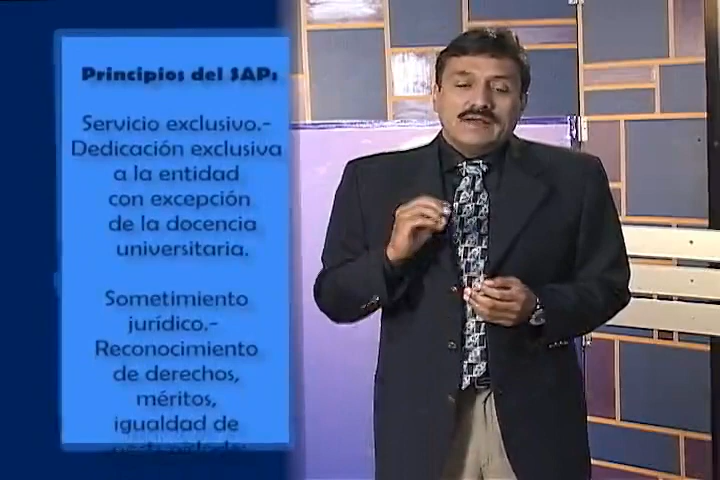 Principios del SAP:
Servicio exclusivo.-
Dedicación exclusiva
a la entidad
con excepción
de la docencia
universitaria.
Sometimiento
jurídico.-
Reconocimiento
de derechos,
méritos,
igualdad de